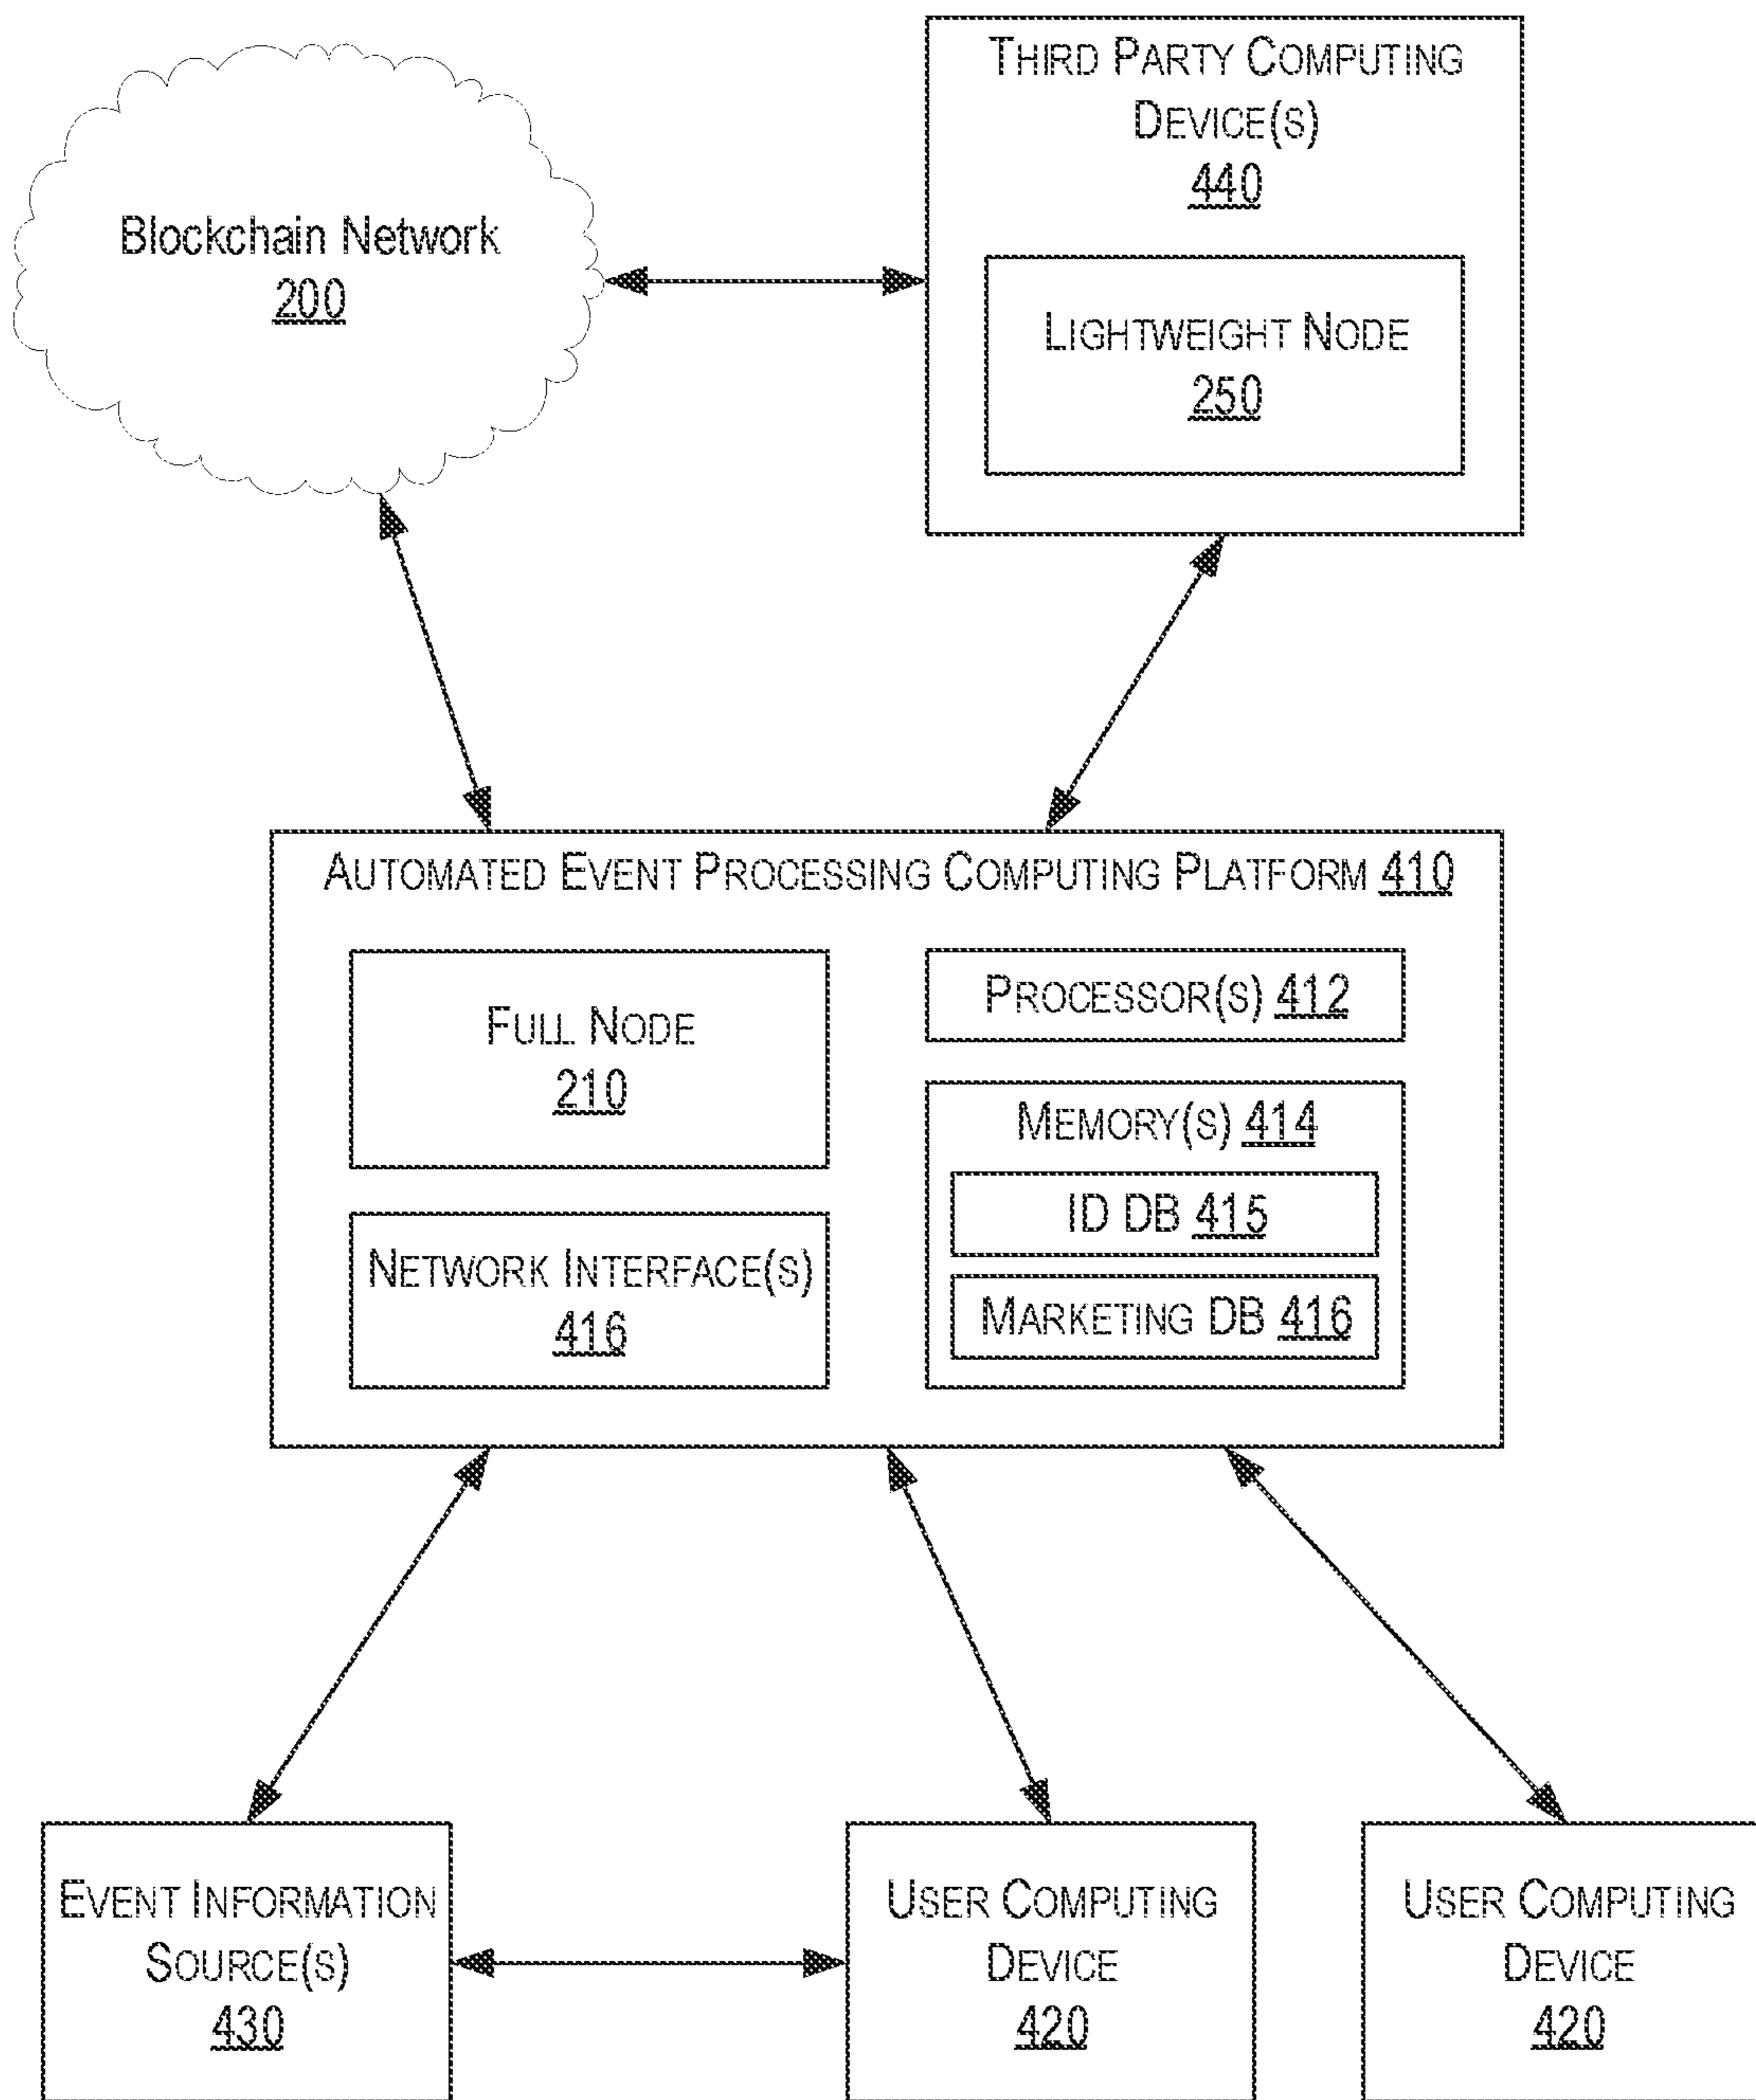 Blockchain Network
200
THIRD PARTY COMPUTING
DEVICE(S)
440
LIGHTWEIGHT NODE
250
AUTOMATED EVENT PROCESSING COMPUTING PLATFORM 410
FULL NODE
210
NETWORK INTERFACE(S)
416
PROCESSOR(S) 412
MEMORY(S) 414
ID DB 415
MARKETING DB 416
EVENT INFORMATION
SOURCE(S)
430
USER COMPUTING
DEVICE
420
USER COMPUTING
DEVICE
420